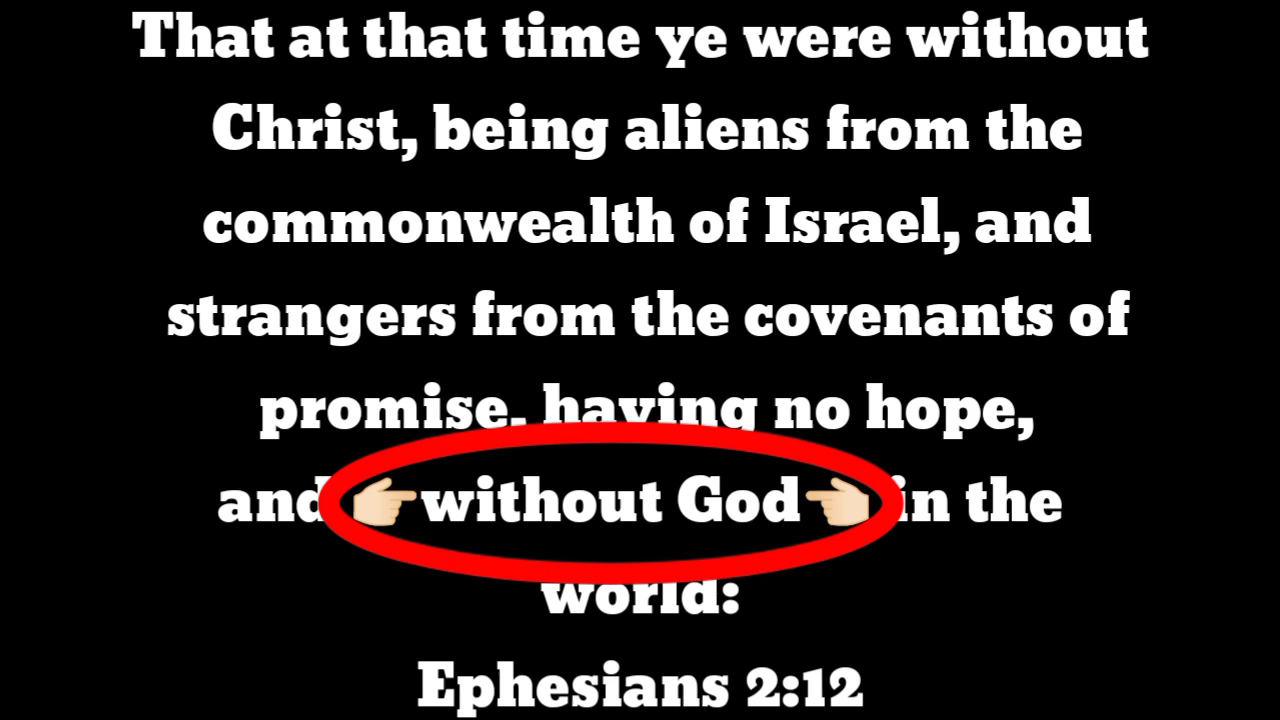 That at that time ye were without
Christ, being aliens from the
commonwealth of Israel, and
strangers from the covenants of
promise, having no hope,
and 👉🏻without God👈🏻 in the
world:
Ephesians 2:12